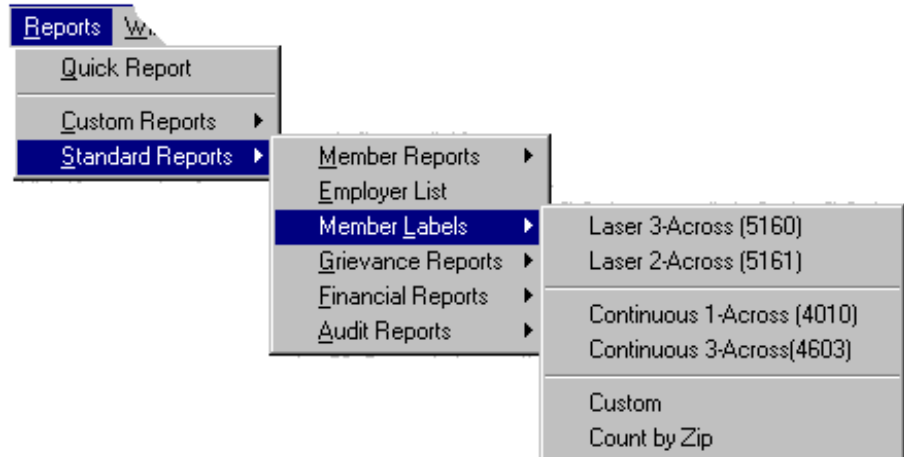 Reports W
Quick Report
Custom Reports
Standard Reports
Member Reports
Employer List
Member Labels
Grievance Reports
Financial Reports
Audit Reports
Laser 3-Across (5160)
Laser 2-Across (5161)
Continuous 1-Across (4010)
Continuous 3-Across(4603)
Custom
Count by Zip